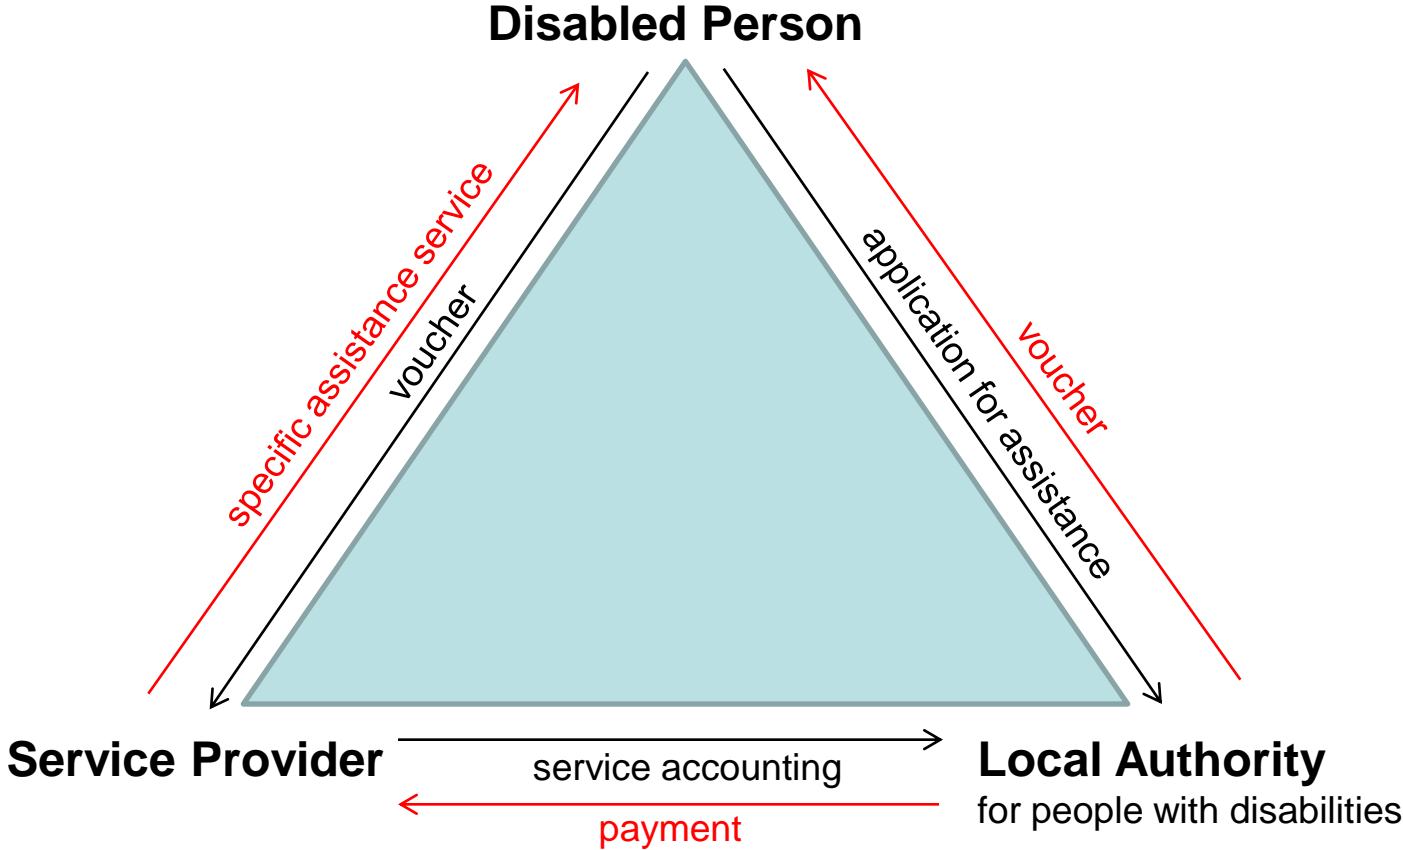 Disabled Person
specific assistance service
voucher
application for assistance
voucher
Service Provider
service accounting
payment
Local Authority
for people with disabilities